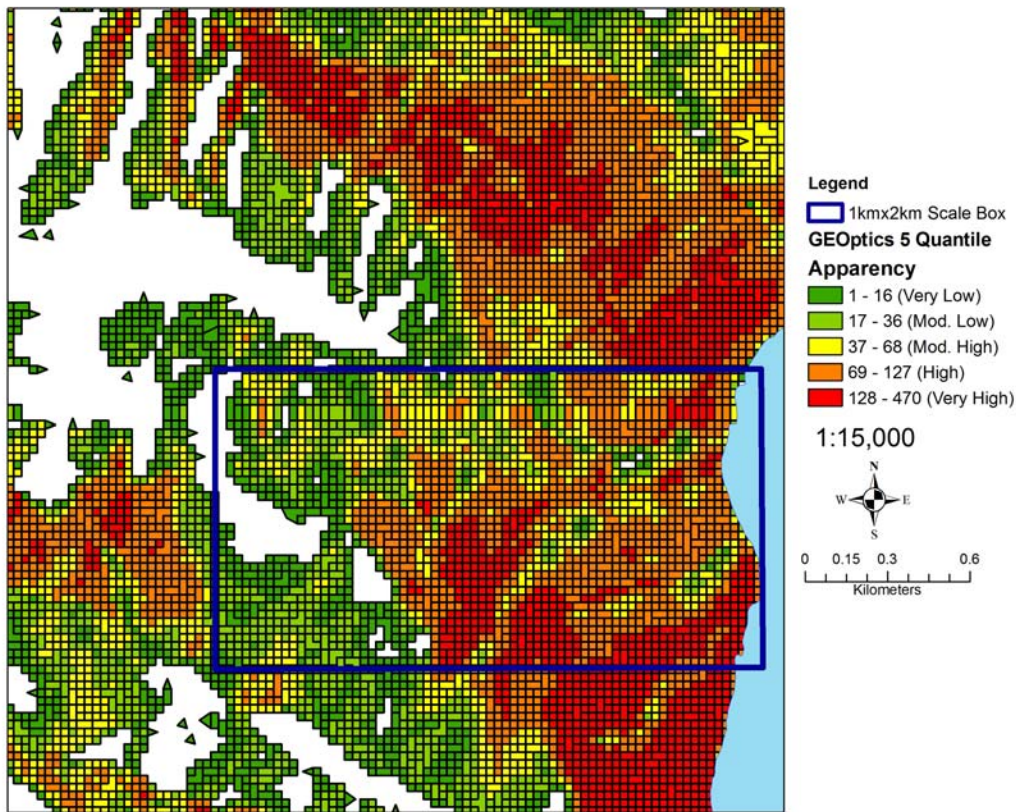 Legend
1kmx2km Scale Box
GEOptics 5 Quantile
Apparency
1 - 16 (Very Low)
17 - 36 (Mod. Low)
37 - 68 (Mod. High)
69 - 127 (High)
128 - 470 (Very High)
1:15,000
N
W E
S
0 0.15 0.3 0.6
Kilometers